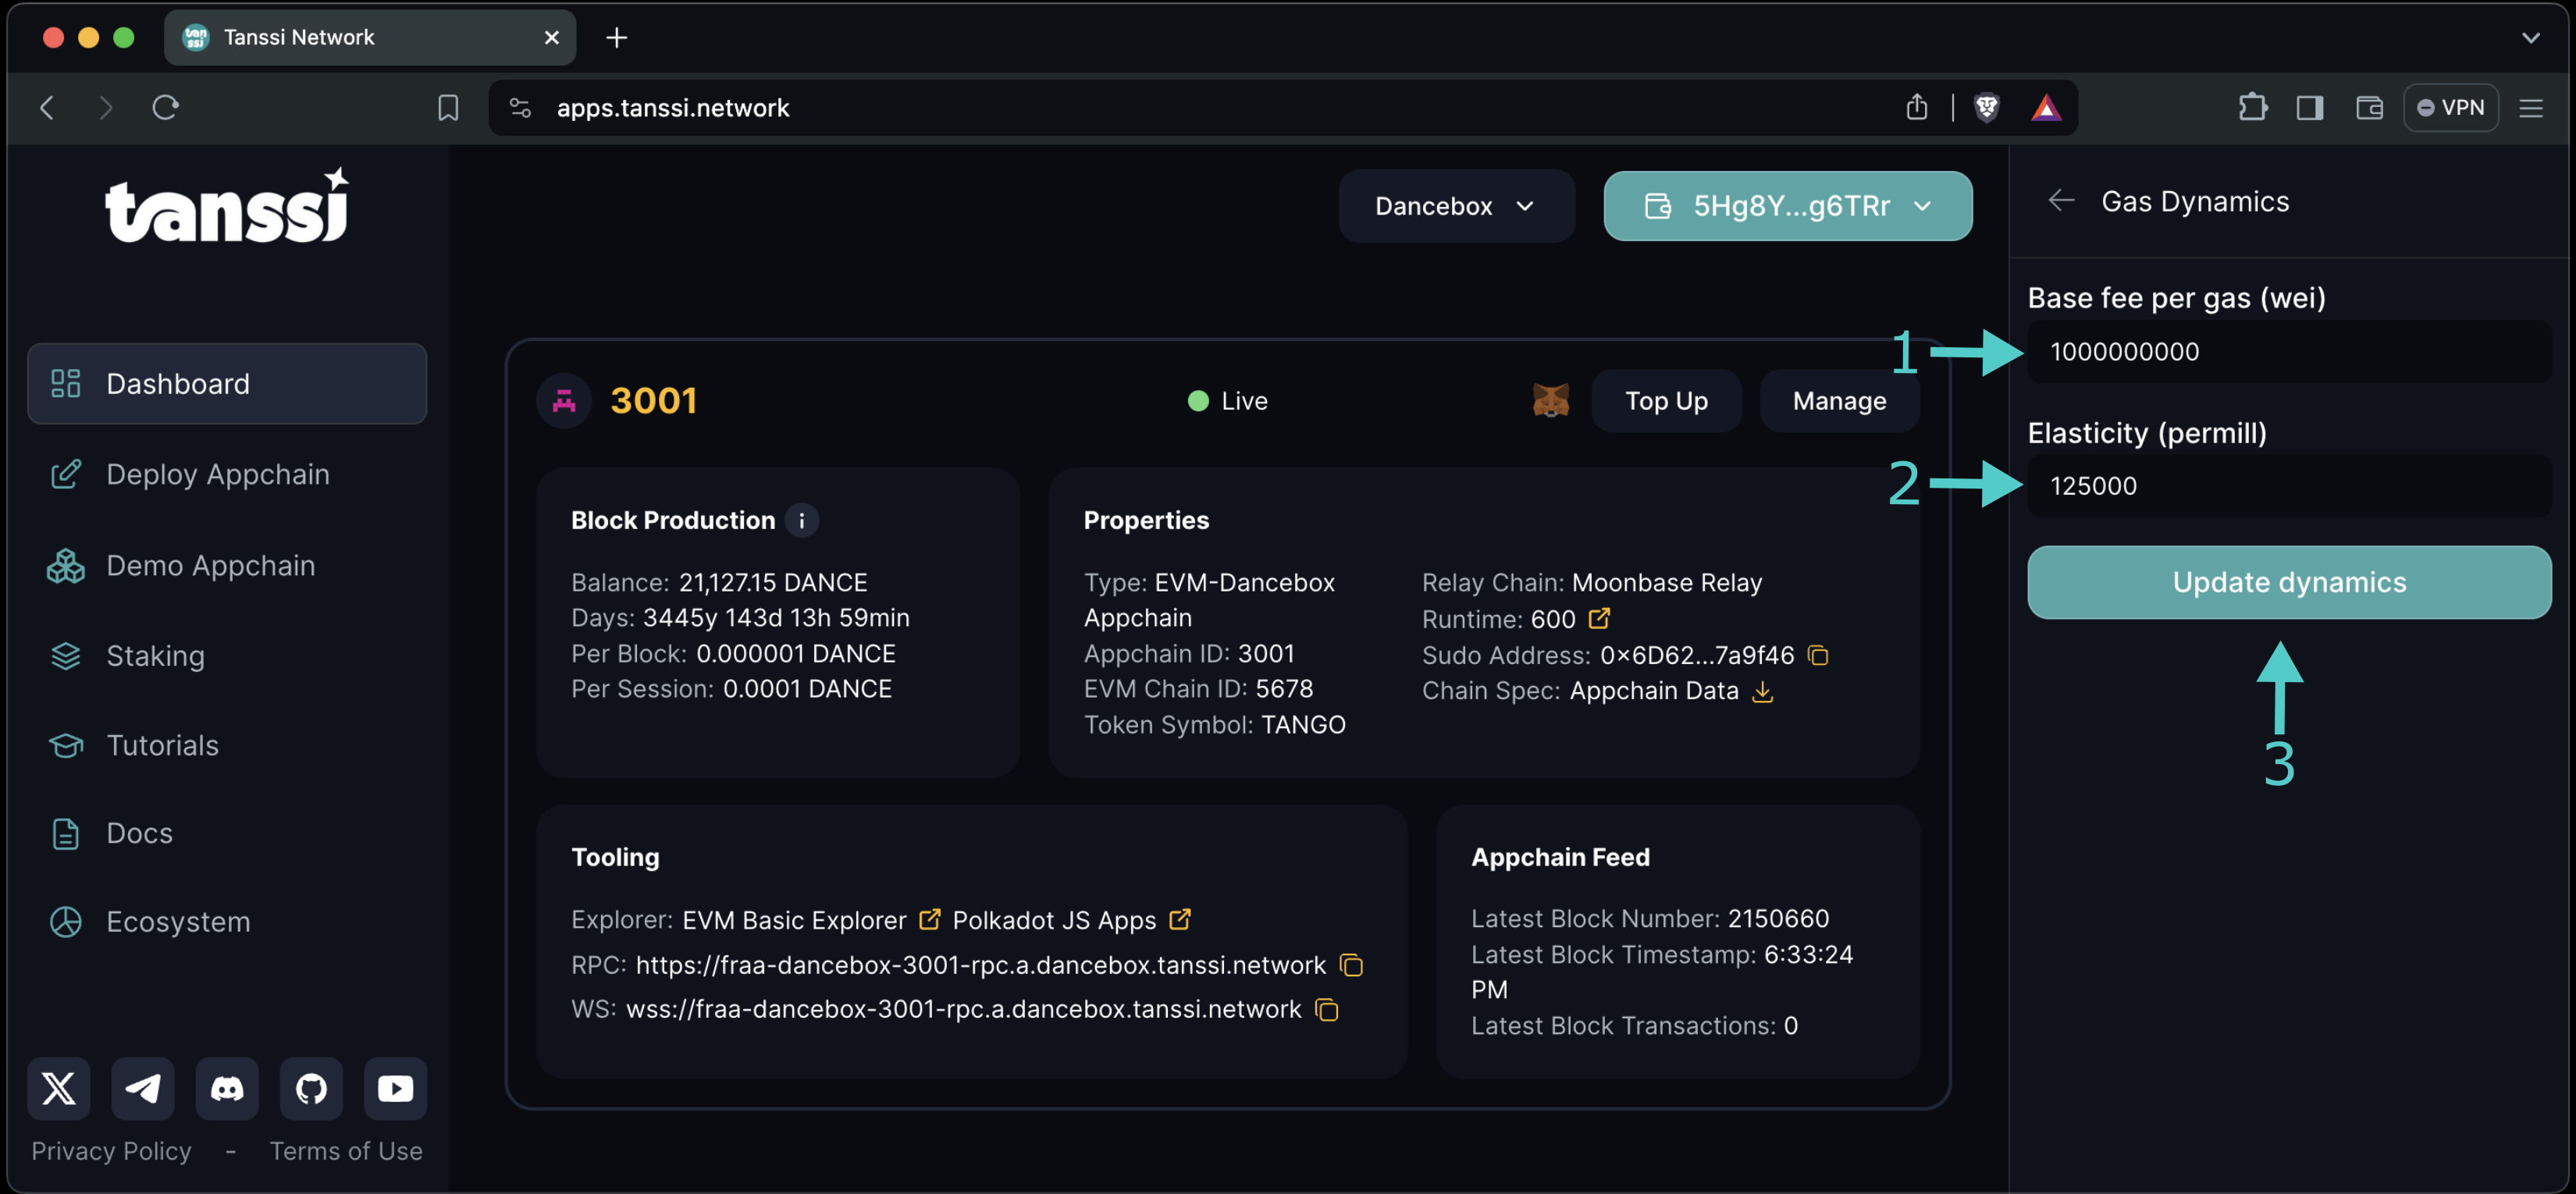 Tanssi Network
apps.tanssi.network
VPN
tanssi
Dancebox
5Hg8Y...g6TRr
Gas Dynamics
Dashboard
Deploy Appchain
Demo Appchain
Staking
Tutorials
Docs
Ecosystem
Privacy Policy - Terms of Use
3001
Live
Top Up
Manage
Block Production
Balance: 21,127.15 DANCE
Days: 3445y 143d 13h 59min
Per Block: 0.000001 DANCE
Per Session: 0.0001 DANCE
Properties
Type: EVM-Dancebox
Appchain
Appchain ID: 3001
EVM Chain ID: 5678
Token Symbol: TANGO
Relay Chain: Moonbase Relay
Runtime: 600
Sudo Address: 0x6D62...7a9f46
Chain Spec: Appchain Data
Tooling
Explorer: EVM Basic Explorer Polkadot JS Apps
RPC: https://fraa-dancebox-3001-rpc.a.dancebox.tanssi.network
WS: wss://fraa-dancebox-3001-rpc.a.dancebox.tanssi.network
Appchain Feed
Latest Block Number: 2150660
Latest Block Timestamp: 6:33:24
PM
Latest Block Transactions: 0
Base fee per gas (wei)
1
1000000000
Elasticity (permill)
2
125000
Update dynamics
3